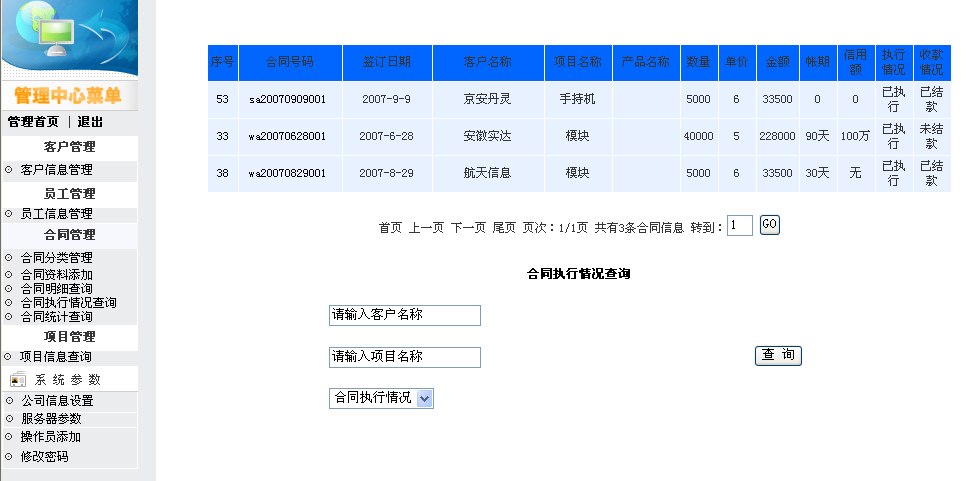 管理中心菜单
管理首页 | 退出
客户管理
客户信息管理
员工管理
员工信息管理
合同管理
合同分类管理
合同资料添加
合同明细查询
合同执行情况查询
合同统计查询
项目管理
项目信息查询
系 统 参 数
公司信息设置
服务器参数
操作员添加
修改密码
序号 合同号码 签订日期 客户名称 项目名称 产品名称 数量 单价 金额 帐期 信用额 执行情况 收款情况
53 sa20070909001 2007-9-9 京安丹灵 手持机 5000 6 33500 0 0 已执行 已结款
33 wa20070628001 2007-6-28 安徽实达 模块 40000 5 228000 90天 100万 已执行 未结款
38 wa20070829001 2007-8-29 航天信息 模块 5000 6 33500 30天 无 已执行 已结款
首页 上一页 下一页 尾页 页次：1/1页 共有3条合同信息 转到： 1 GO
合同执行情况查询
请输入客户名称
请输入项目名称
查 询
合同执行情况